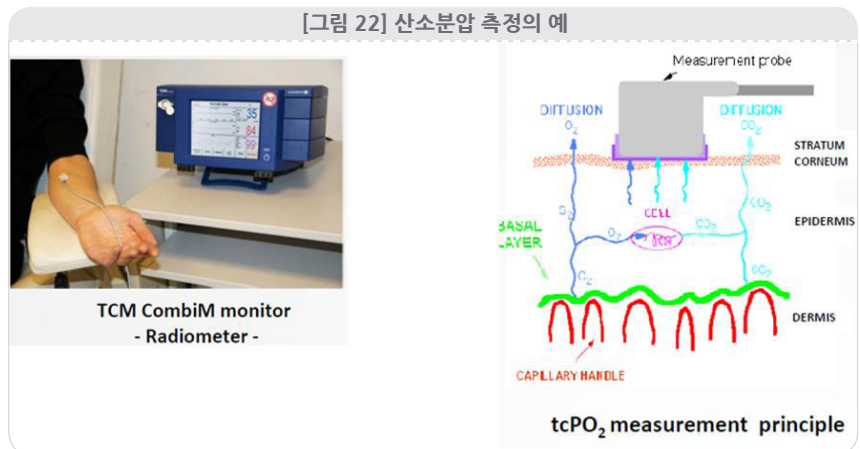 [그림 22] 산소분압 측정의 예
35
84
99
TCM CombiM monitor
- Radiometer -
Measurement probe
DIFFUSION
O2
DIFFUSION
CO2
STRATUM
CORNEUM
O2
CELL
CO2
CO2
EPIDERMIS
BASAL
LAYER
O2
O2
CO2
DERMIS
CAPILLARY HANDLE
tcPO2 measurement principle